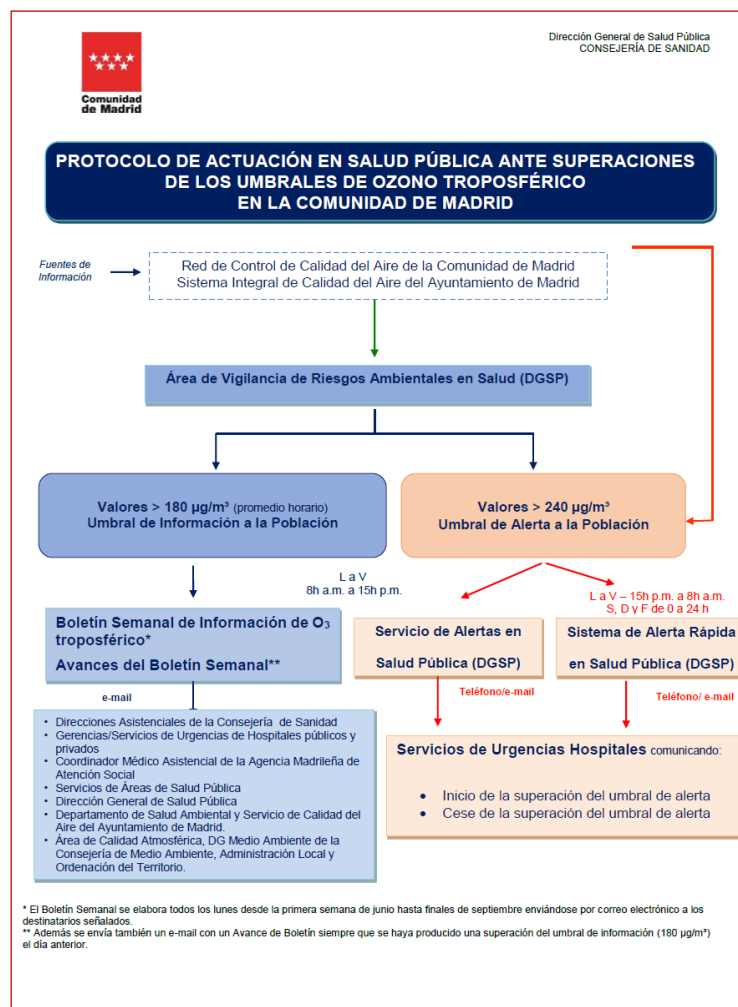 Dirección General de Salud Pública
CONSEJERÍA DE SANIDAD
Comunidad
de Madrid
PROTOCOLO DE ACTUACIÓN EN SALUD PÚBLICA ANTE SUPERACIONES
DE LOS UMBRALES DE OZONO TROPOSFÉRICO
EN LA COMUNIDAD DE MADRID
Fuentes de
Información
Red de Control de Calidad del Aire de la Comunidad de Madrid
Sistema Integral de Calidad del Aire del Ayuntamiento de Madrid
Área de Vigilancia de Riesgos Ambientales en Salud (DGSP)
Valores > 180 µg/m³ (promedio horario)
Umbral de Información a la Población
Valores > 240 µg/m³
Umbral de Alerta a la Población
L a V
8h a.m. a 15h p.m.
L a V – 15h p.m. a 8h a.m.
S, D y F de 0 a 24 h
Boletín Semanal de Información de O₃
troposférico*
Avances del Boletín Semanal**
Servicio de Alertas en
Salud Pública (DGSP)
Sistema de Alerta Rápida
en Salud Pública (DGSP)
e-mail
Teléfono/e-mail
Teléfono/ e-mail
• Direcciones Asistenciales de la Consejería de Sanidad
• Gerencias/Servicios de Urgencias de Hospitales públicos y
privados
• Coordinador Médico Asistencial de la Agencia Madrileña de
Atención Social
• Servicios de Áreas de Salud Pública
• Dirección General de Salud Pública
• Departamento de Salud Ambiental y Servicio de Calidad del
Aire del Ayuntamiento de Madrid.
• Área de Calidad Atmosférica, DG Medio Ambiente de la
Consejería de Medio Ambiente, Administración Local y
Ordenación del Territorio.
Servicios de Urgencias Hospitales comunicando:
• Inicio de la superación del umbral de alerta
• Cese de la superación del umbral de alerta
* El Boletín Semanal se elabora todos los lunes desde la primera semana de junio hasta finales de septiembre enviándose por correo electrónico a los
destinatarios señalados.
** Además se envía también un e-mail con un Avance de Boletín siempre que se haya producido una superación del umbral de información (180 µg/m³)
el día anterior.